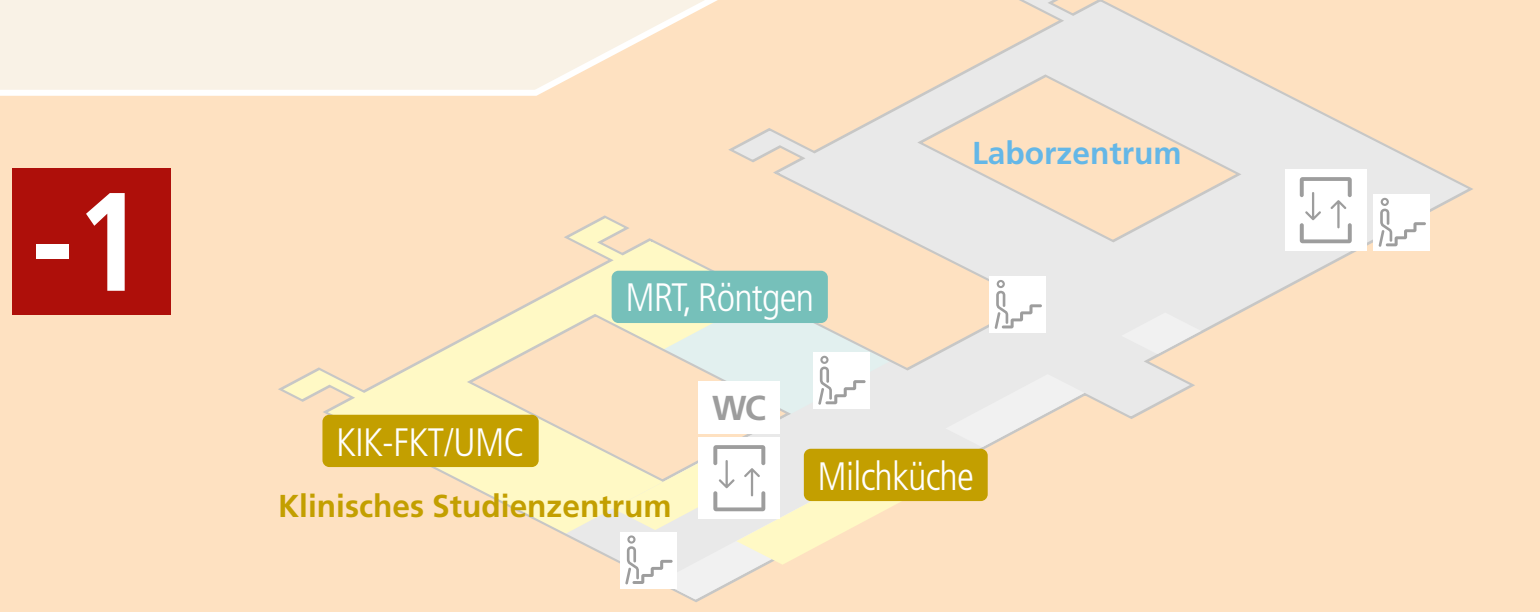 -1
Laborzentrum
MRT, Röntgen
WC
KIK-FKT/UMC
Milchküche
Klinisches Studienzentrum